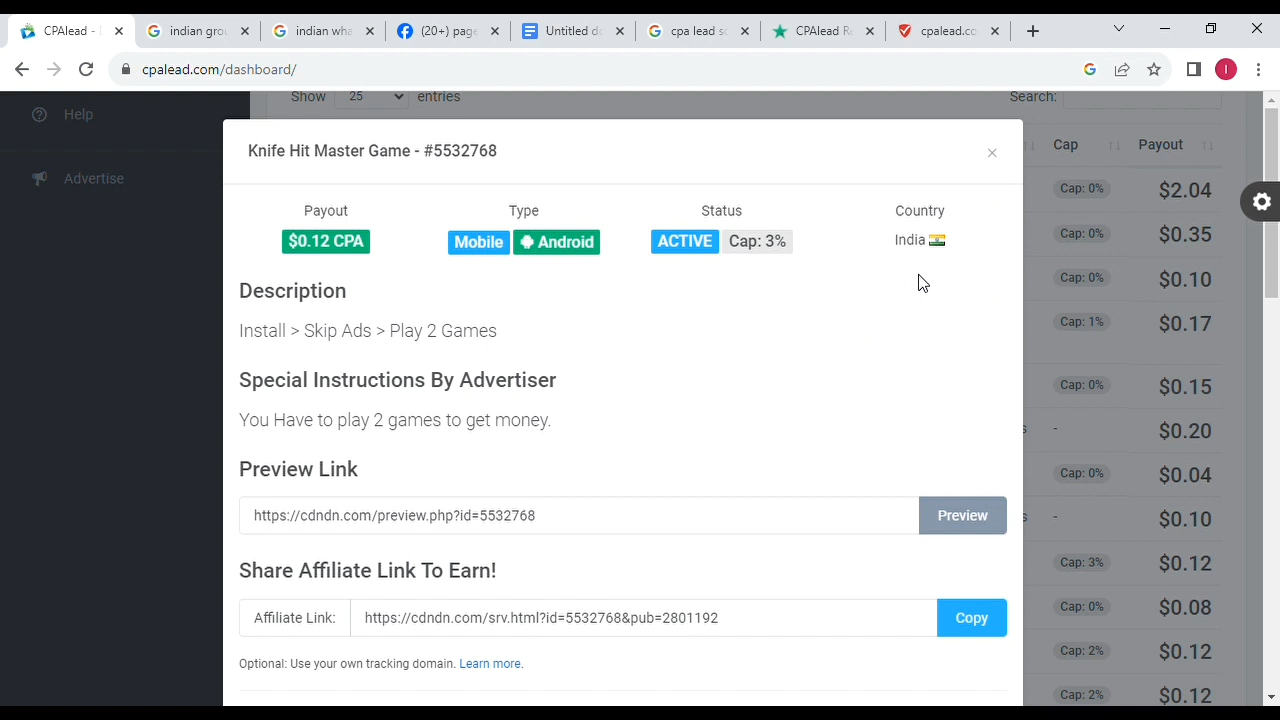 CPAlead -
indian grou
indian wha
(20+) page
Untitled do
cpa lead sc
CPAlead Re
cpalead.co
cpalead.com/dashboard/
I
Show 25 entries
Search:
Help
Advertise
Knife Hit Master Game - #5532768
Cap Payout
Payout Type Status Country
$0.12 CPA Mobile Android ACTIVE Cap: 3% India
Description
Install > Skip Ads > Play 2 Games
Special Instructions By Advertiser
You Have to play 2 games to get money.
Preview Link
https://cdndn.com/preview.php?id=5532768 Preview
Share Affiliate Link To Earn!
Affiliate Link: https://cdndn.com/srv.html?id=5532768&pub=2801192 Copy
Optional: Use your own tracking domain. Learn more.
Cap: 0% $2.04
Cap: 0% $0.35
Cap: 0% $0.10
Cap: 1% $0.17
Cap: 0% $0.15
s - $0.20
Cap: 0% $0.04
s - $0.10
Cap: 3% $0.12
Cap: 0% $0.08
Cap: 2% $0.12
Cap: 2% $0.12